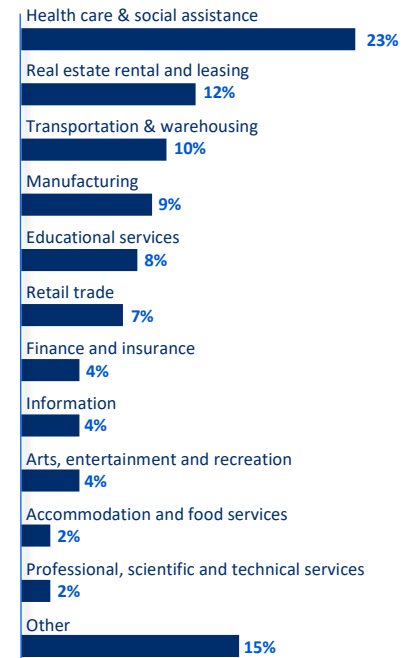 Health care & social assistance
23%
Real estate rental and leasing
12%
Transportation & warehousing
10%
Manufacturing
9%
Educational services
8%
Retail trade
7%
Finance and insurance
4%
Information
4%
Arts, entertainment and recreation
4%
Accommodation and food services
2%
Professional, scientific and technical services
2%
Other
15%